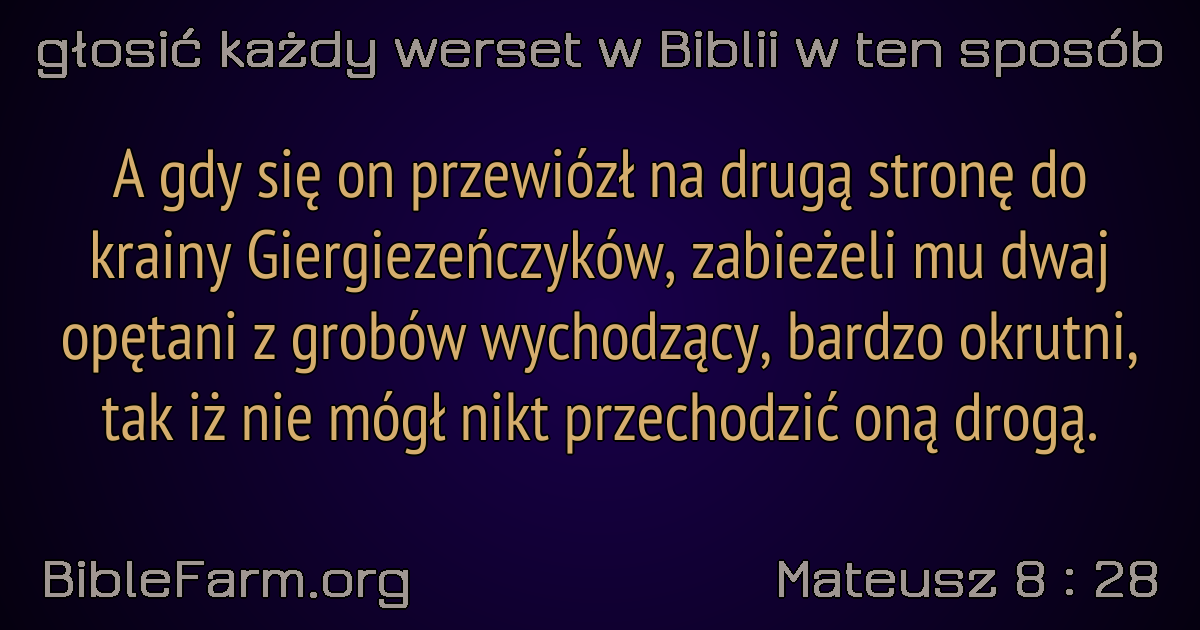 głosić każdy werset w Biblii w ten sposób
A gdy się on przewiózł na drugą stronę do
krainy Giergiezeńczyków, zabieżeli mu dwaj
opętani z grobów wychodzący, bardzo okrutni,
tak iż nie mógł nikt przechodzić oną drogą.
BibleFarm.org
Mateusz 8 : 28